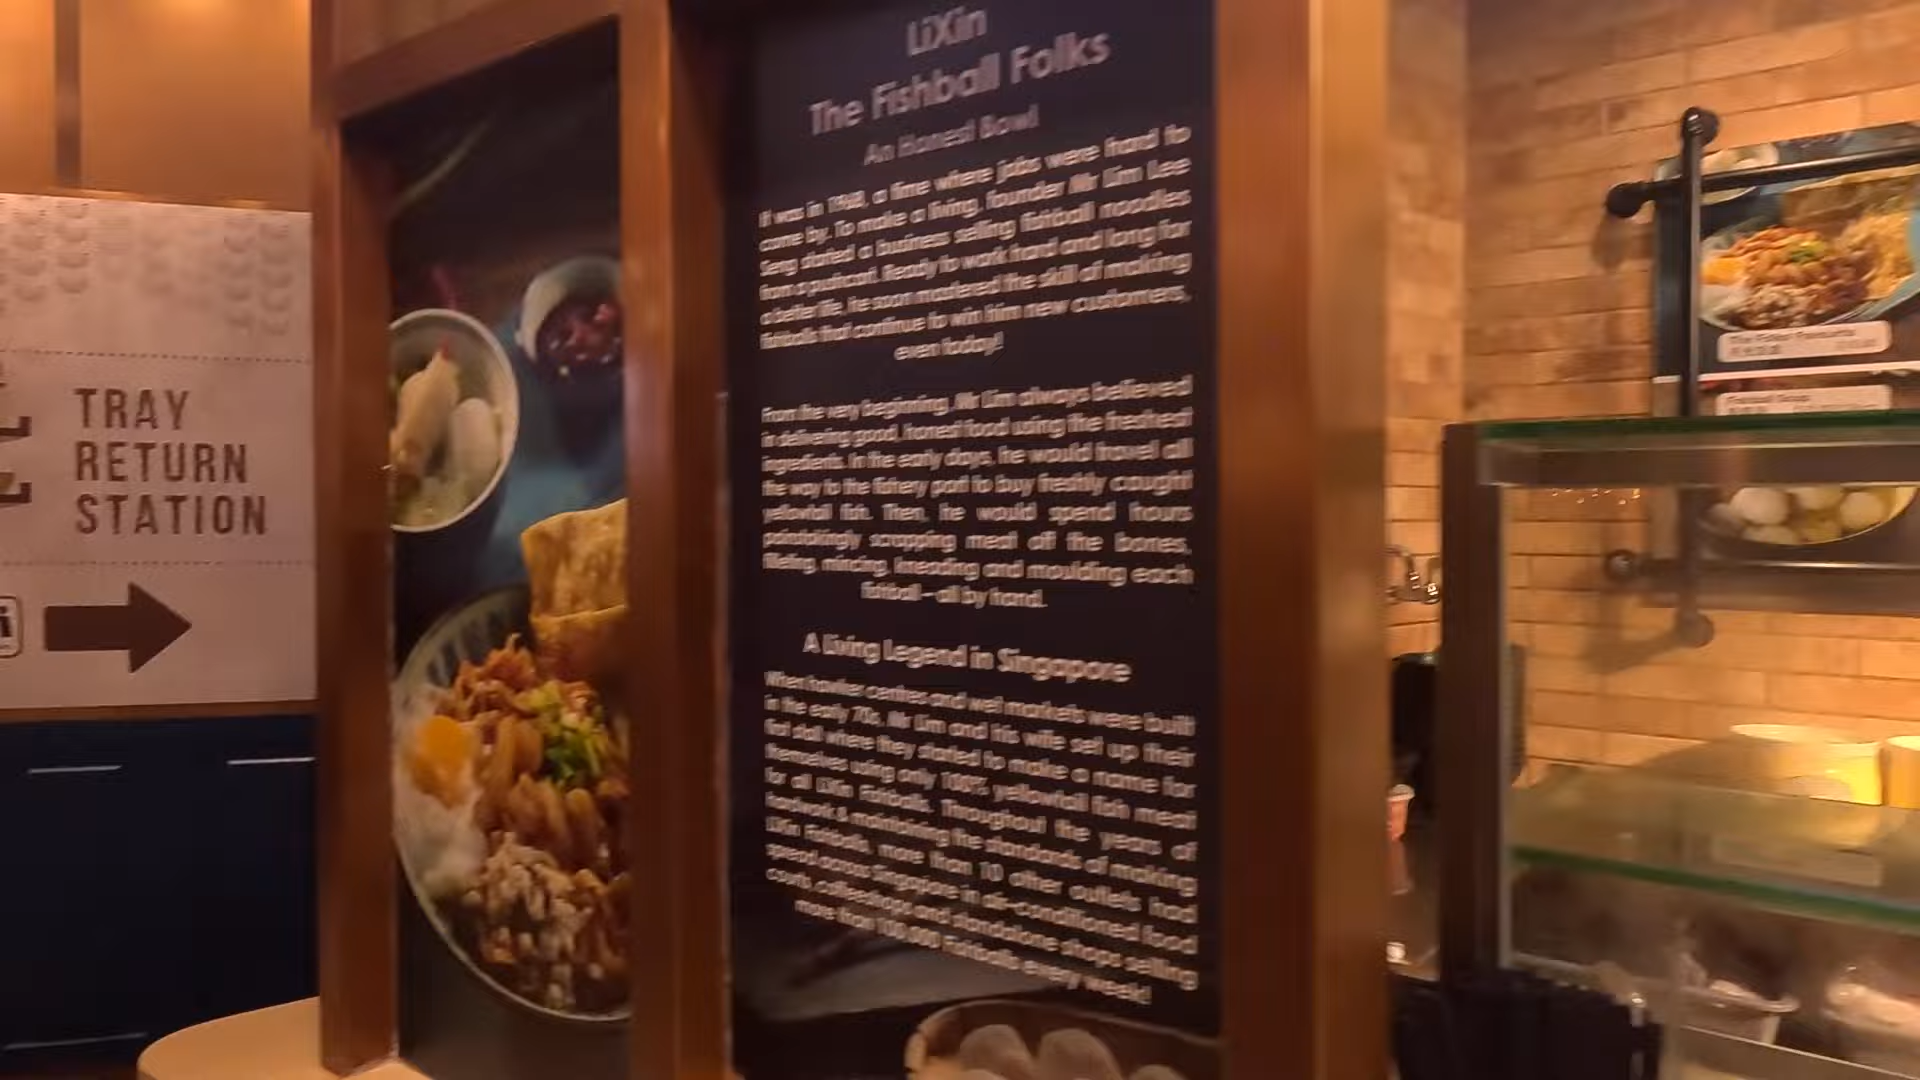 TRAY
RETURN
STATION
LiXin
The Fishball Folks
An Honest Bowl
It was in 1968, a time where jobs were hard to
come by. To make a living, founder Mr Lim Lee
Seng started a business selling fishball noodles
from a pushcart. Ready to work hard and long for
a better life, he soon mastered the skill of making
fishballs that continue to win him new customers,
even today!
From the very beginning, Mr Lim always believed
in delivering good, honest food using the freshest
ingredients. In the early days, he would travel all
the way to the fishery port to buy freshly caught
yellowtail fish. Then, he would spend hours
painstakingly scrapping meat off the bones,
filleting, mincing, kneading and moulding each
fishball – all by hand.
A Living Legend in Singapore
When hawker centres and wet markets were built
in the early 70s, Mr Lim and his wife set up their
first stall where they started to make a name for
themselves using only 100% yellowtail fish meat
for all LiXin Fishballs. Throughout the years of
hardwork & maintaining the standards of making
LiXin Fishballs, more than 10 other outlets had
spread across Singapore in air-conditioned food
courts, coffeeshops and standalone shops selling
more than 100,000 fishballs every week!